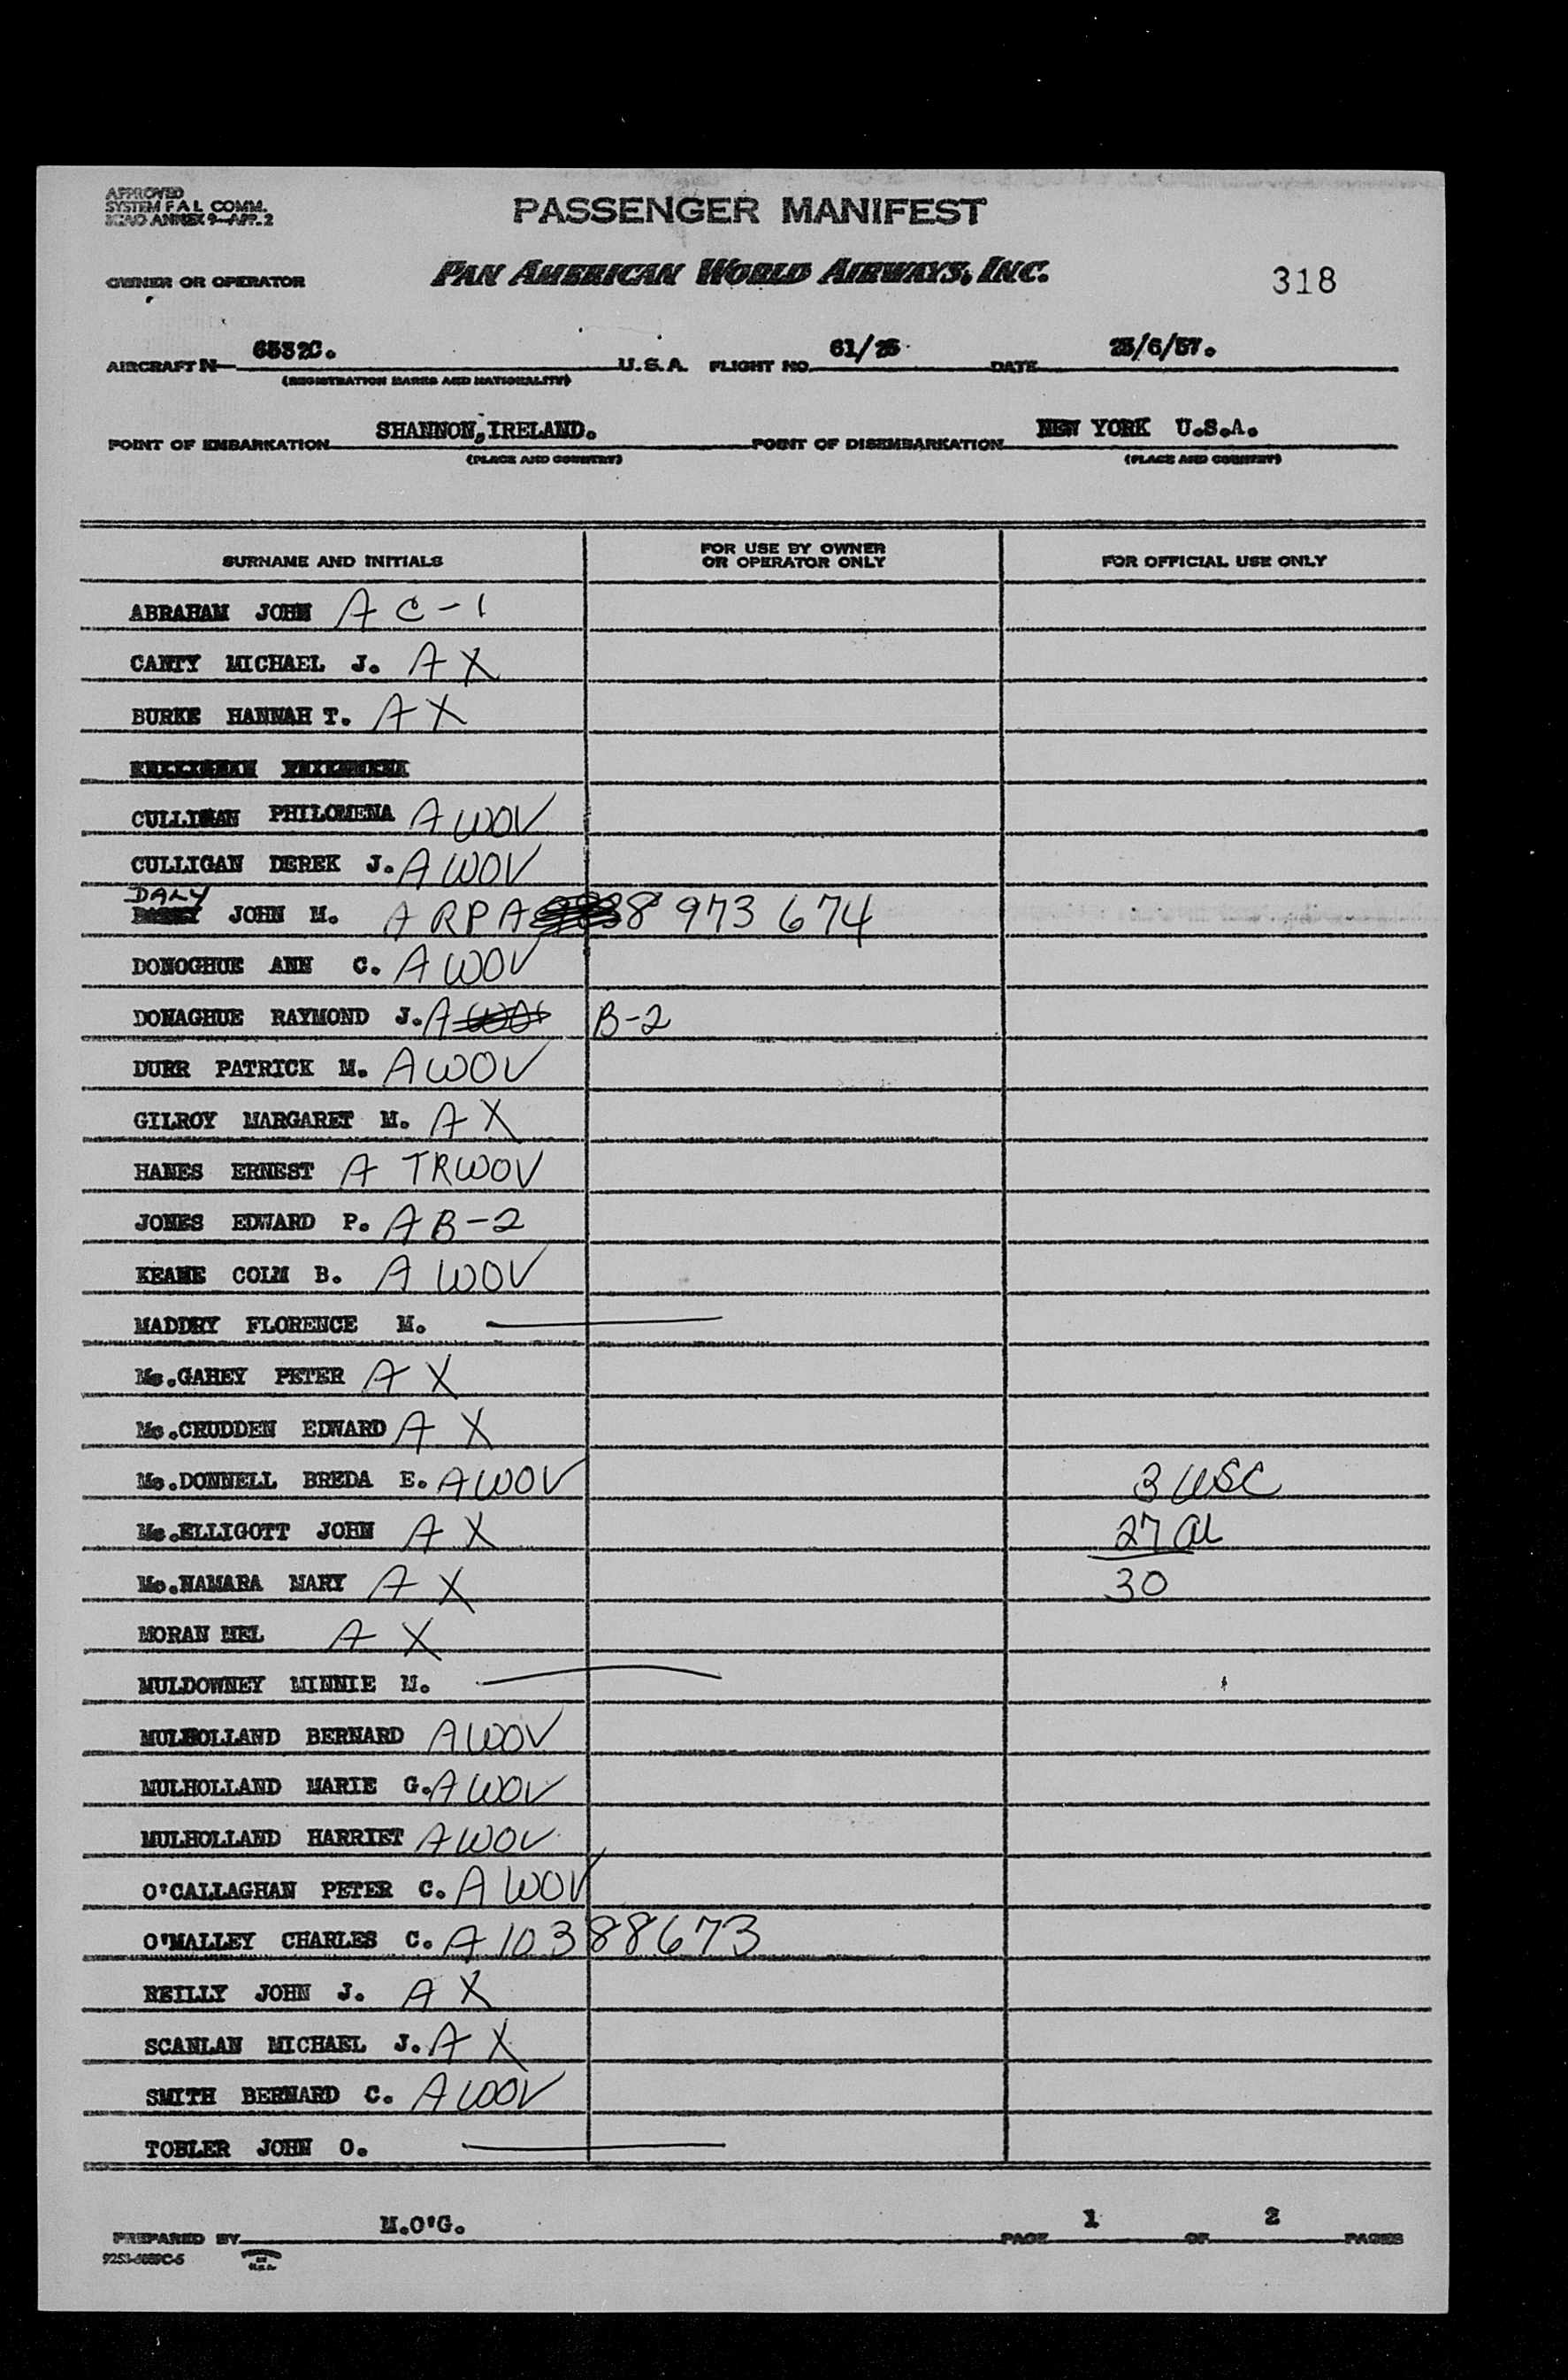 APPROVED
SYSTEM F A L COMM.
ICAO ANNEX 9—APP. 2
PASSENGER MANIFEST
OWNER OR OPERATOR PAN AMERICAN WORLD AIRWAYS, INC. 318
AIRCRAFT N 6532C. U.S.A. FLIGHT NO. 61/25 DATE 25/6/57.
(REGISTRATION MARKS AND NATIONALITY)
POINT OF EMBARKATION SHANNON, IRELAND. POINT OF DISEMBARKATION NEW YORK U.S.A.
(PLACE AND COUNTRY) (PLACE AND COUNTRY)
SURNAME AND INITIALS FOR USE BY OWNER OR OPERATOR ONLY FOR OFFICIAL USE ONLY
ABRAHAM JOHN A C-1
CANTY MICHAEL J. A X
BURKE HANNAH T. A X
CULLIGAN PHILOMENA A WOV
CULLIGAN DEREK J. A WOV
DALY
JOHN M. A RPA 8 973 674
DONOGHUE ANN C. A WOV
DONAGHUE RAYMOND J. A B-2
DURR PATRICK M. A WOV
GILROY MARGARET M. A X
HANES ERNEST A TRWOV
JONES EDWARD P. A B-2
KEANE COLM B. A WOV
MADDRY FLORENCE M.
Mc.GAHEY PETER A X
Mc.CRUDDEN EDWARD A X
Mc.DONNELL BREDA E. A WOV 3 USC
Mc.ELLIGOTT JOHN A X 27 al
Mc.NAMARA MARY A X 30
MORAN MEL A X
MULDOWNEY MINNIE M.
MULHOLLAND BERNARD A WOV
MULHOLLAND MARIE G. A WOV
MULHOLLAND HARRIET A WOV
O'CALLAGHAN PETER C. A WOV
O'MALLEY CHARLES C. A 10388673
REILLY JOHN J. A X
SCANLAN MICHAEL J. A X
SMITH BERNARD C. A WOV
TOBLER JOHN O.
PREPARED BY M.O'G. PAGE 1 OF 2 PAGES